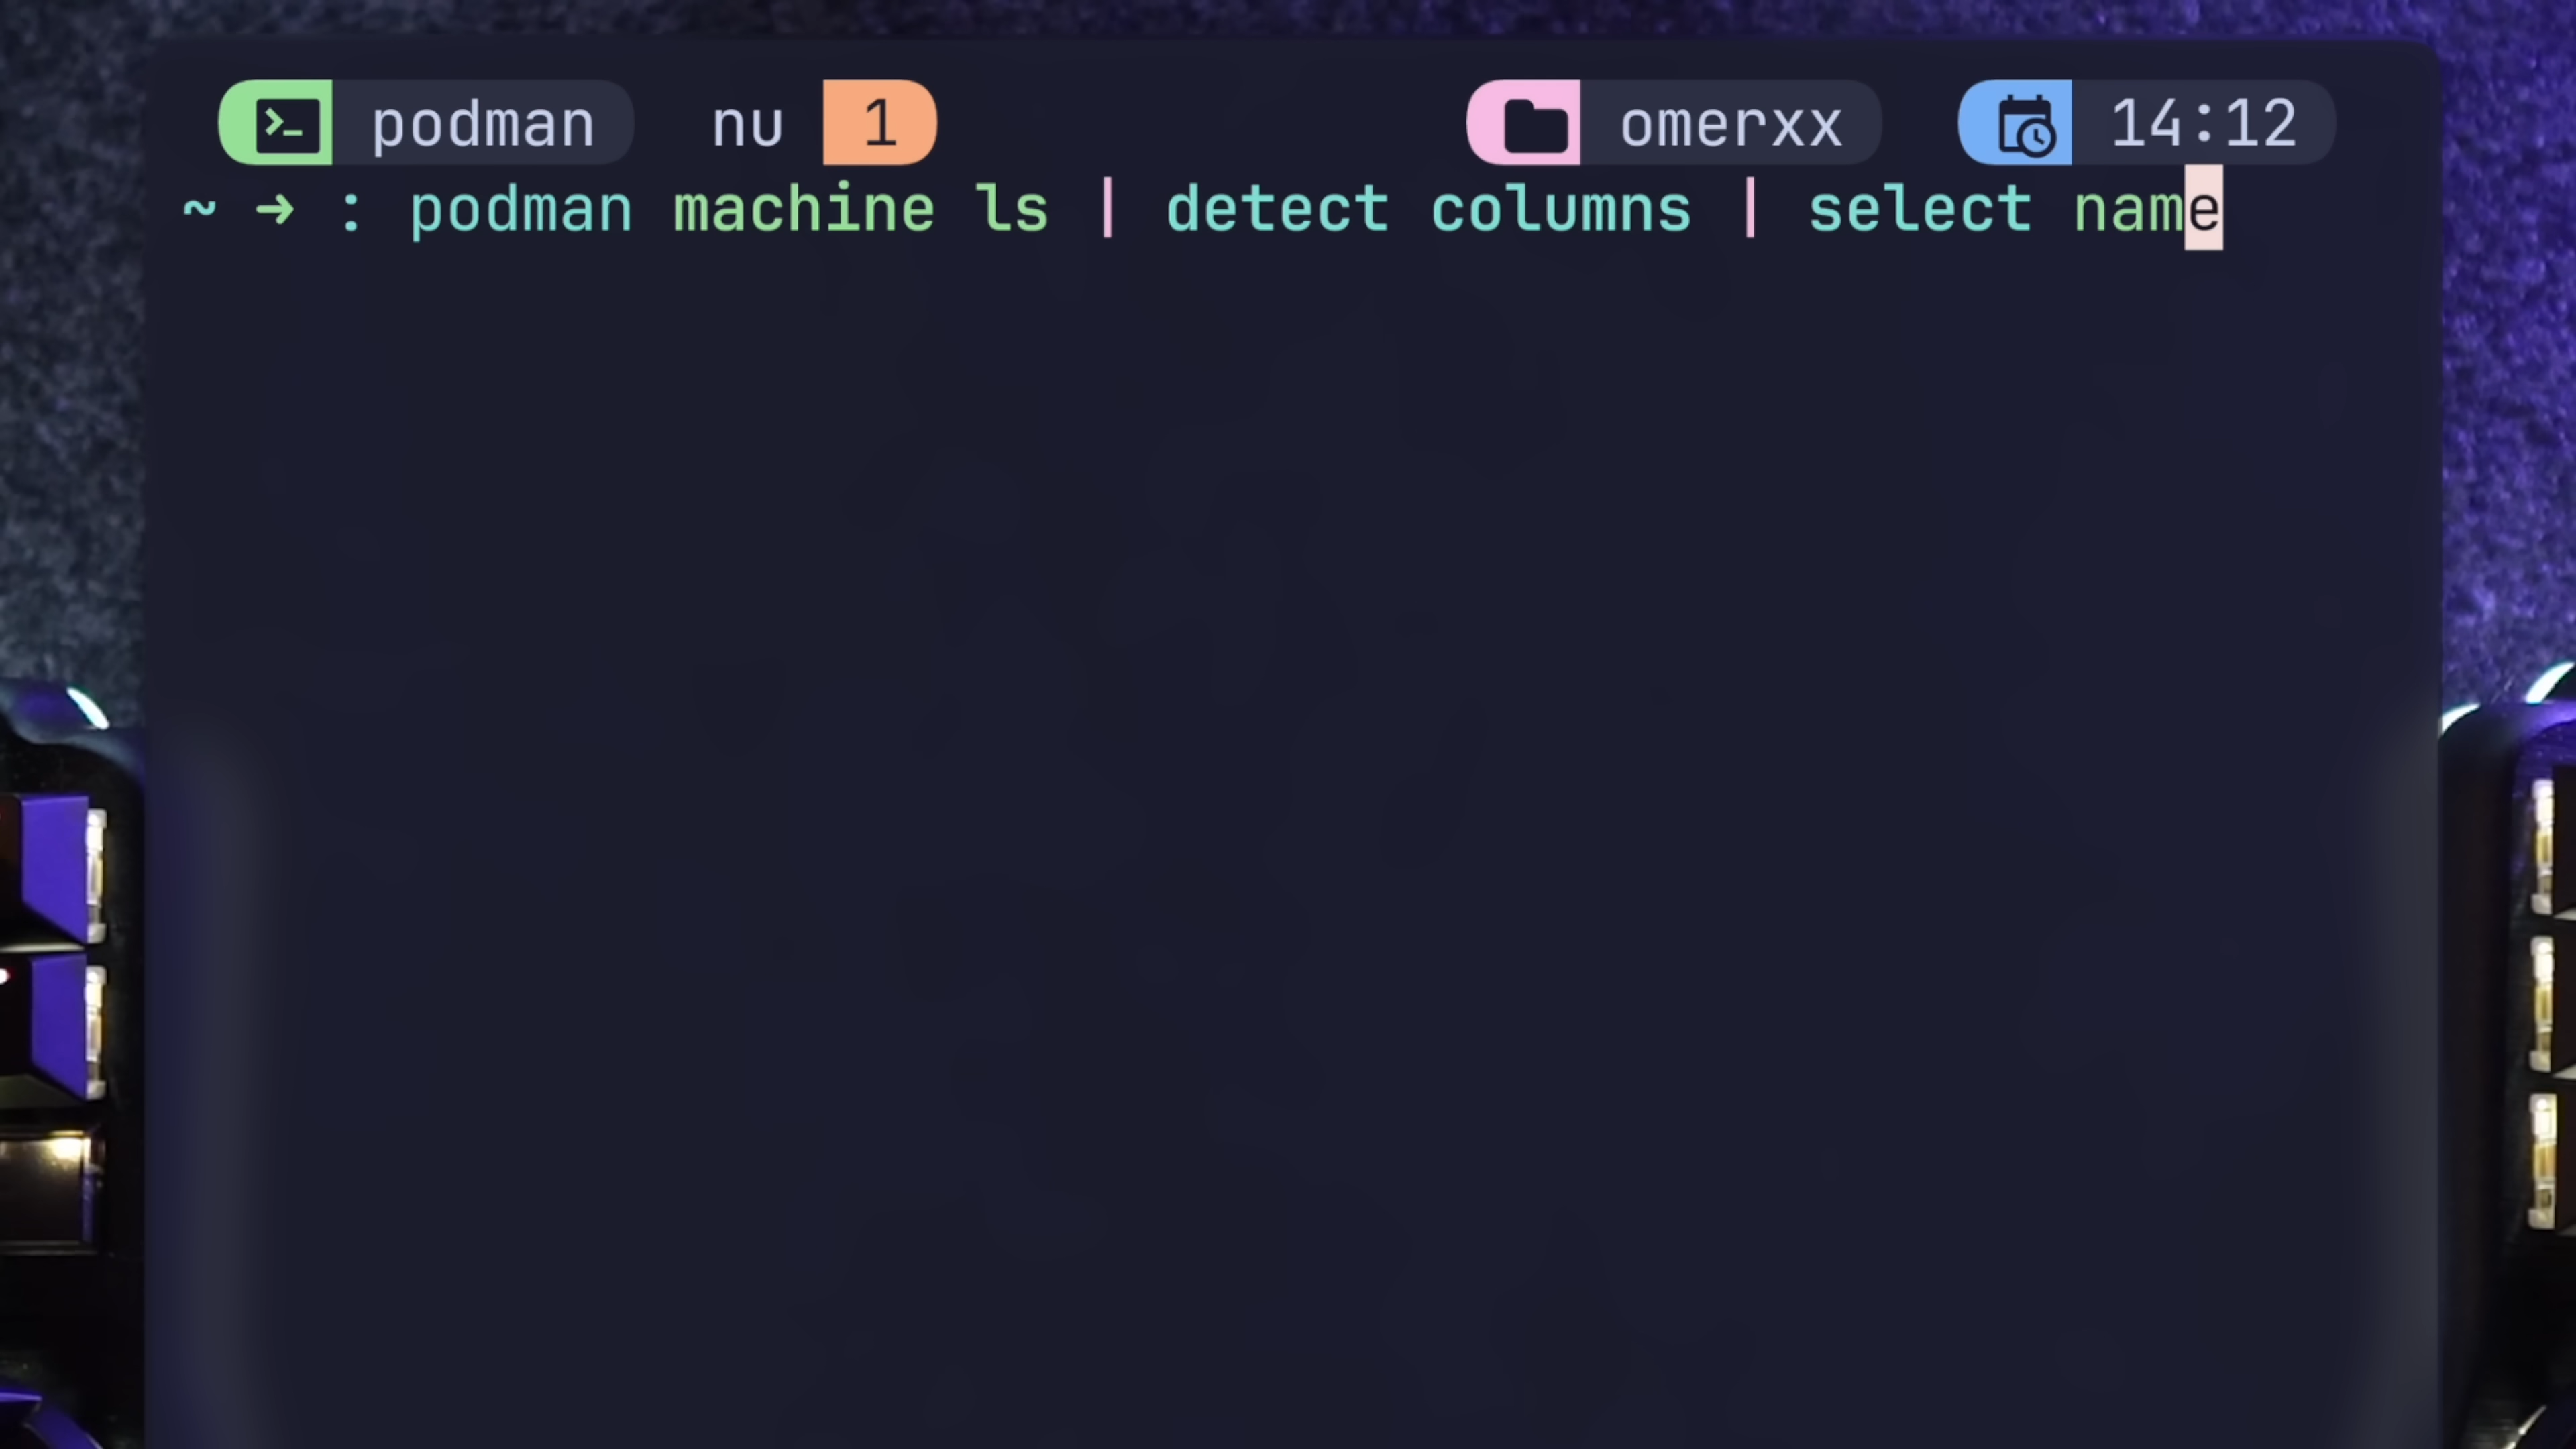 podman nu 1 omerxx 14:12
~ → : podman machine ls | detect columns | select name